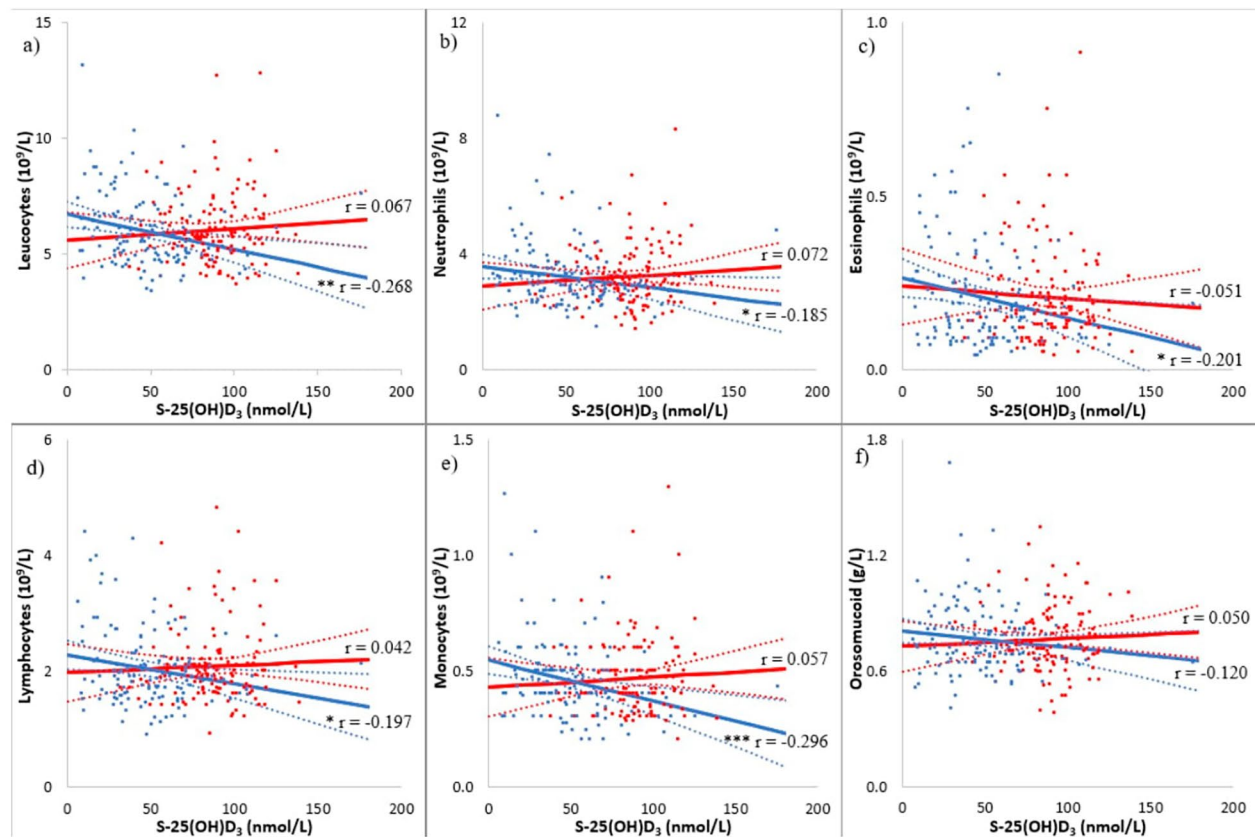 a)
15
10
5
0
Leucocytes (10⁹/L)
r = 0.067
** r = -0.268
0 50 100 150 200
S-25(OH)D₃ (nmol/L)
b)
12
8
4
0
Neutrophils (10⁹/L)
r = 0.072
* r = -0.185
0 50 100 150 200
S-25(OH)D₃ (nmol/L)
c)
1.0
0.5
0.0
Eosinophils (10⁹/L)
r = -0.051
* r = -0.201
0 50 100 150 200
S-25(OH)D₃ (nmol/L)
d)
6
4
2
0
Lymphocytes (10⁹/L)
r = 0.042
* r = -0.197
0 50 100 150 200
S-25(OH)D₃ (nmol/L)
e)
1.5
1.0
0.5
0.0
Monocytes (10⁹/L)
r = 0.057
*** r = -0.296
0 50 100 150 200
S-25(OH)D₃ (nmol/L)
f)
1.8
1.2
0.6
0.0
Orosomucoid (g/L)
r = 0.050
r = -0.120
0 50 100 150 200
S-25(OH)D₃ (nmol/L)